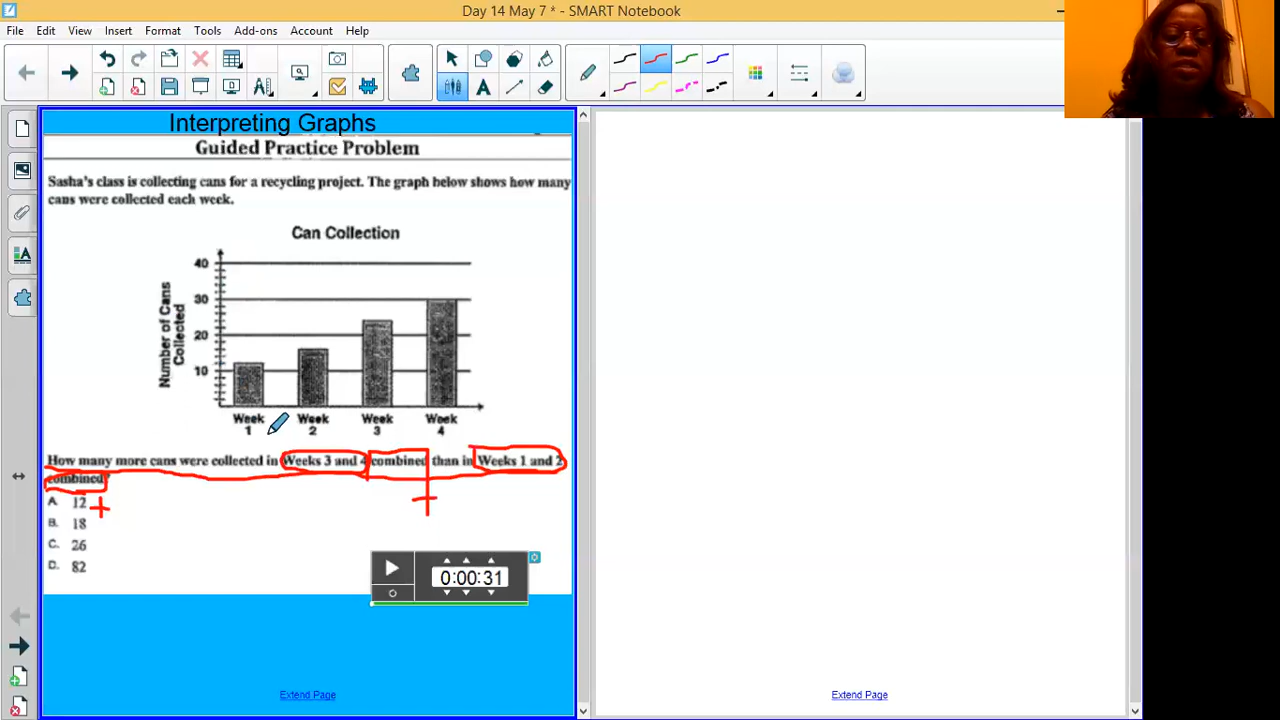 Day 14 May 7 * - SMART Notebook
File Edit View Insert Format Tools Add-ons Account Help
Interpreting Graphs
Guided Practice Problem
Sasha's class is collecting cans for a recycling project. The graph below shows how many
cans were collected each week.
Can Collection
Number of Cans
Collected
40
30
20
10
Week Week Week Week
1 2 3 4
How many more cans were collected in Weeks 3 and 4 combined than in Weeks 1 and 2
combined?
A. 12 +
B. 18
C. 26
D. 82
+
0:00:31
Extend Page
Extend Page